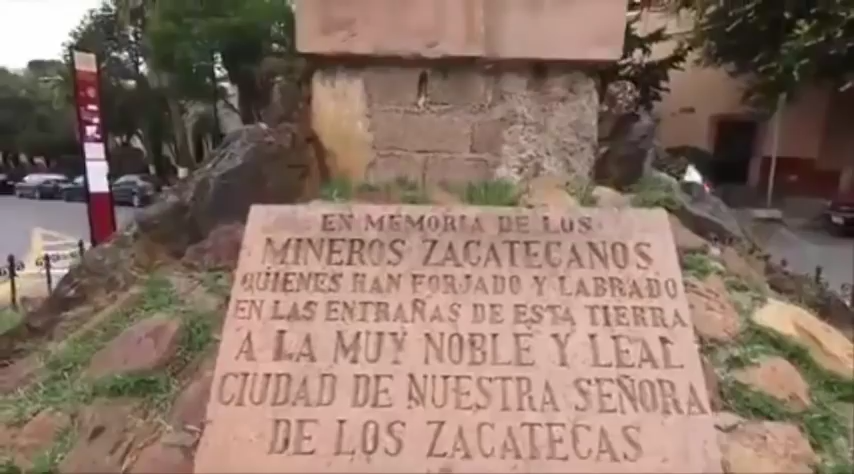 EN MEMORIA DE LOS
MINEROS ZACATECANOS
QUIENES HAN FORJADO Y LABRADO
EN LAS ENTRAÑAS DE ESTA TIERRA
A LA MUY NOBLE Y LEAL
CIUDAD DE NUESTRA SEÑORA
DE LOS ZACATECAS